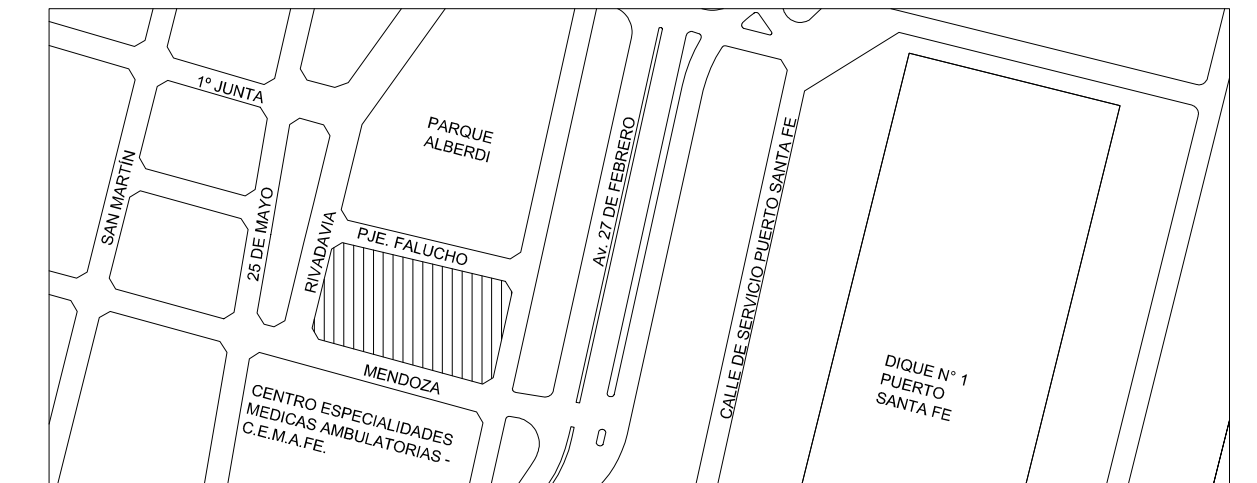 1º JUNTA
PARQUE
ALBERDI
SAN MARTÍN
25 DE MAYO
RIVADAVIA
PJE. FALUCHO
Av. 27 DE FEBRERO
CALLE DE SERVICIO PUERTO SANTA FE
MENDOZA
DIQUE N° 1
PUERTO
SANTA FE
CENTRO ESPECIALIDADES
MEDICAS AMBULATORIAS -
C.E.M.A.FE.